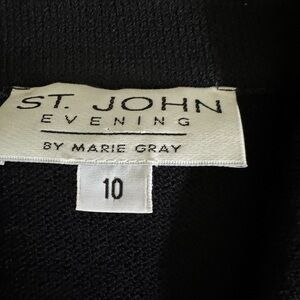 ST. JOHN
EVENING
BY MARIE GRAY
10